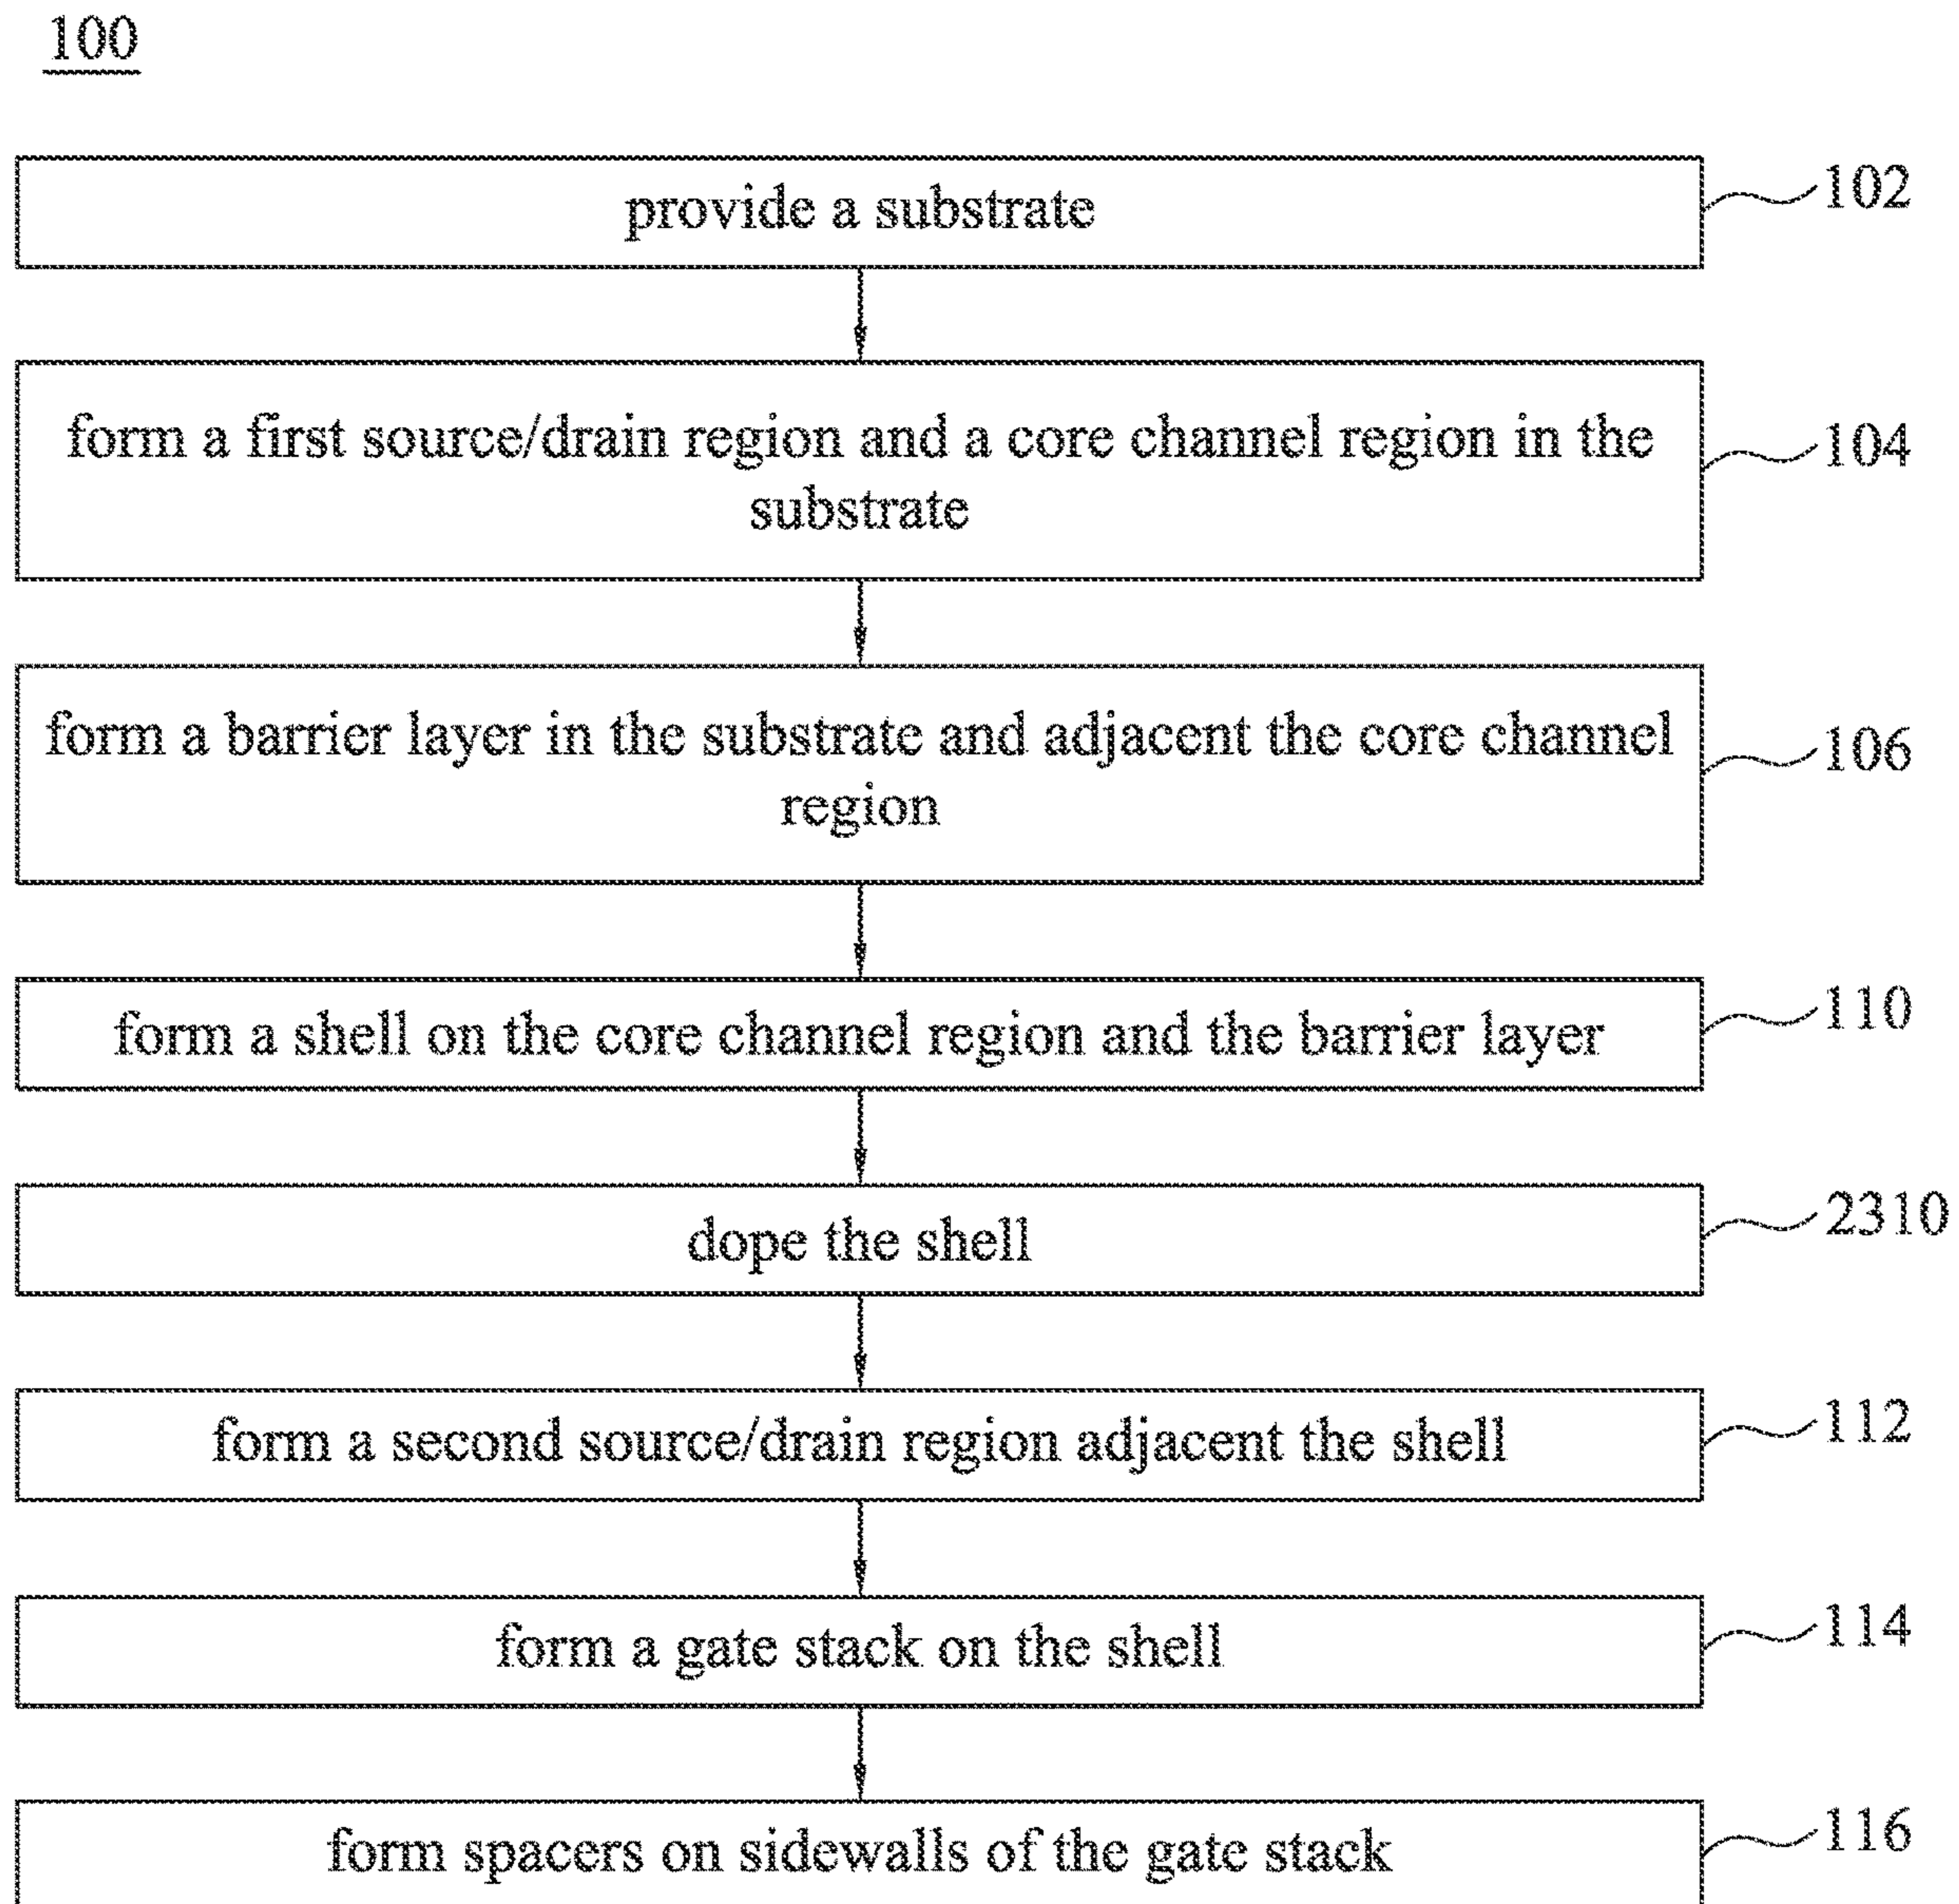 100
provide a substrate
102
form a first source/drain region and a core channel region in the
substrate
104
form a barrier layer in the substrate and adjacent the core channel
region
106
form a shell on the core channel region and the barrier layer
110
dope the shell
2310
form a second source/drain region adjacent the shell
112
form a gate stack on the shell
114
form spacers on sidewalls of the gate stack
116